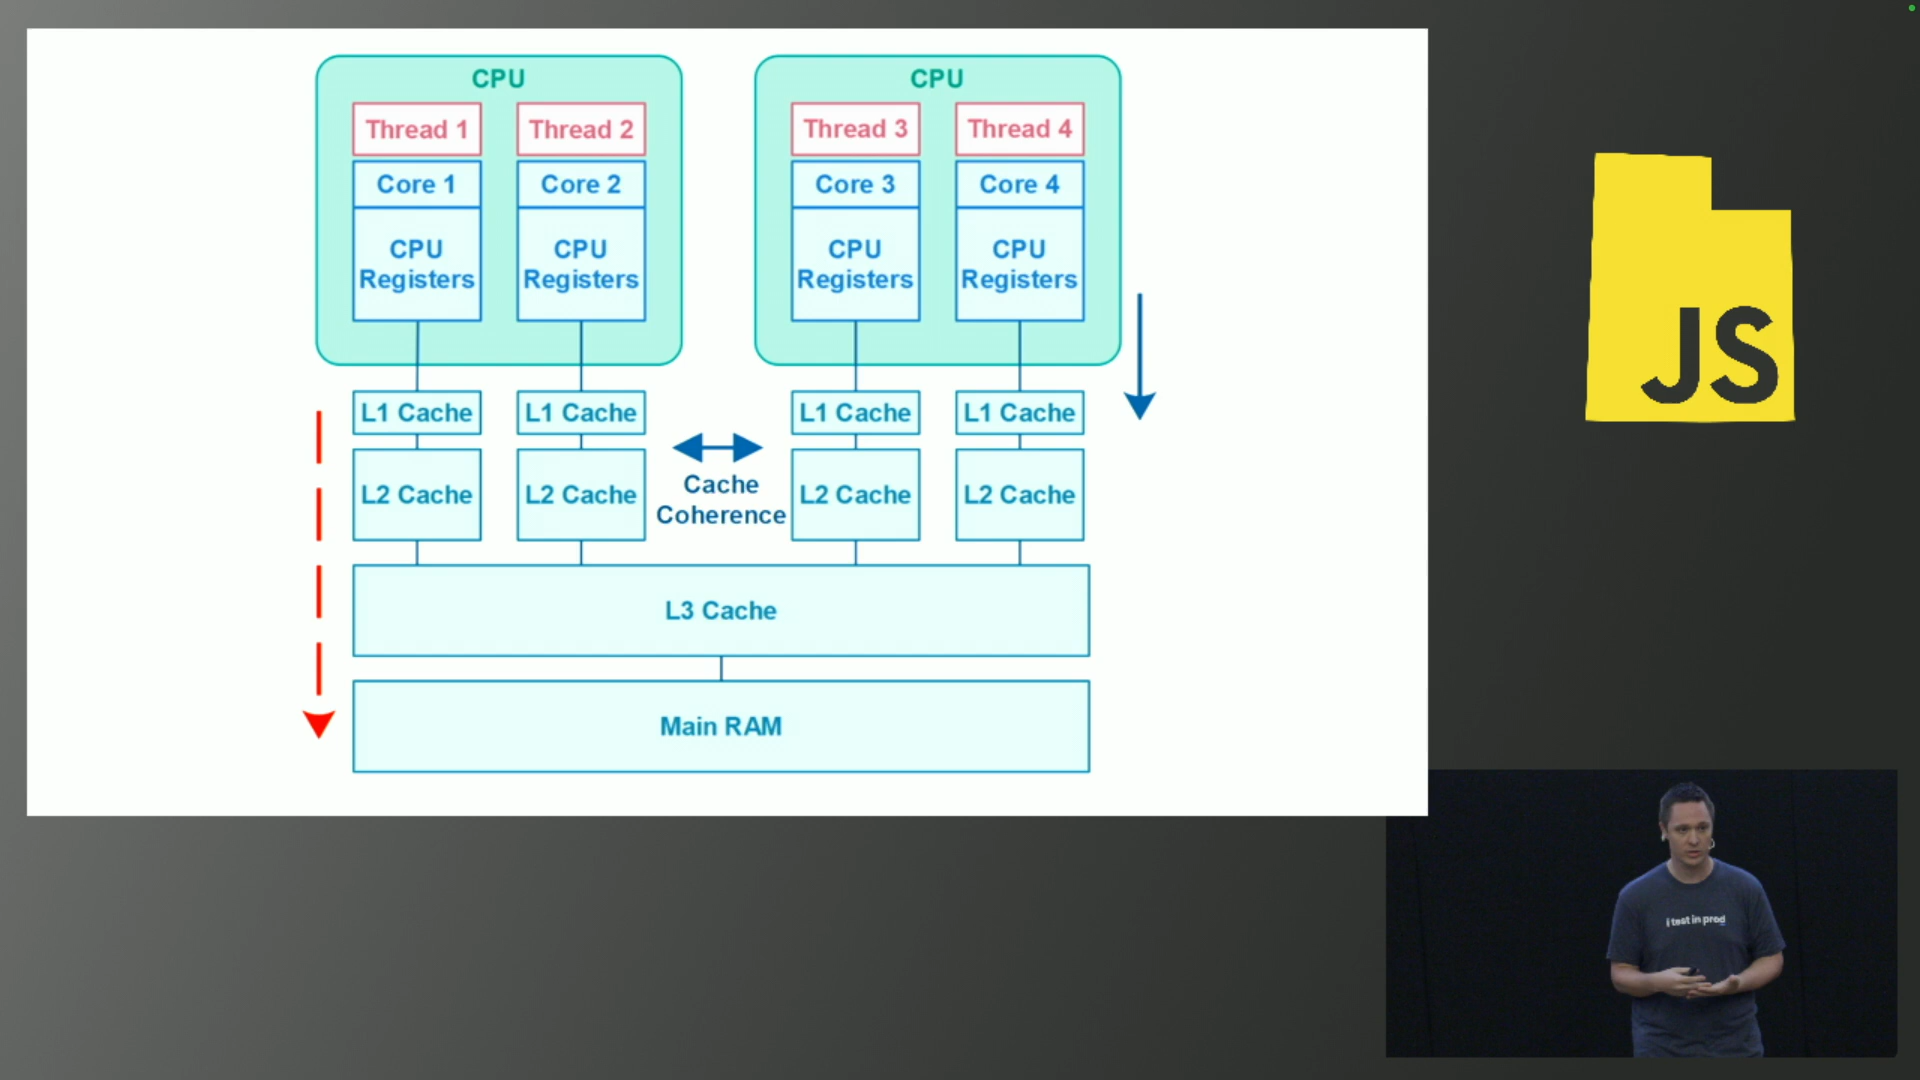 CPU
CPU
Thread 1
Thread 2
Thread 3
Thread 4
Core 1
Core 2
Core 3
Core 4
CPU
Registers
CPU
Registers
CPU
Registers
CPU
Registers
L1 Cache
L1 Cache
L1 Cache
L1 Cache
L2 Cache
L2 Cache
Cache
Coherence
L2 Cache
L2 Cache
L3 Cache
Main RAM
JS
i test in prod